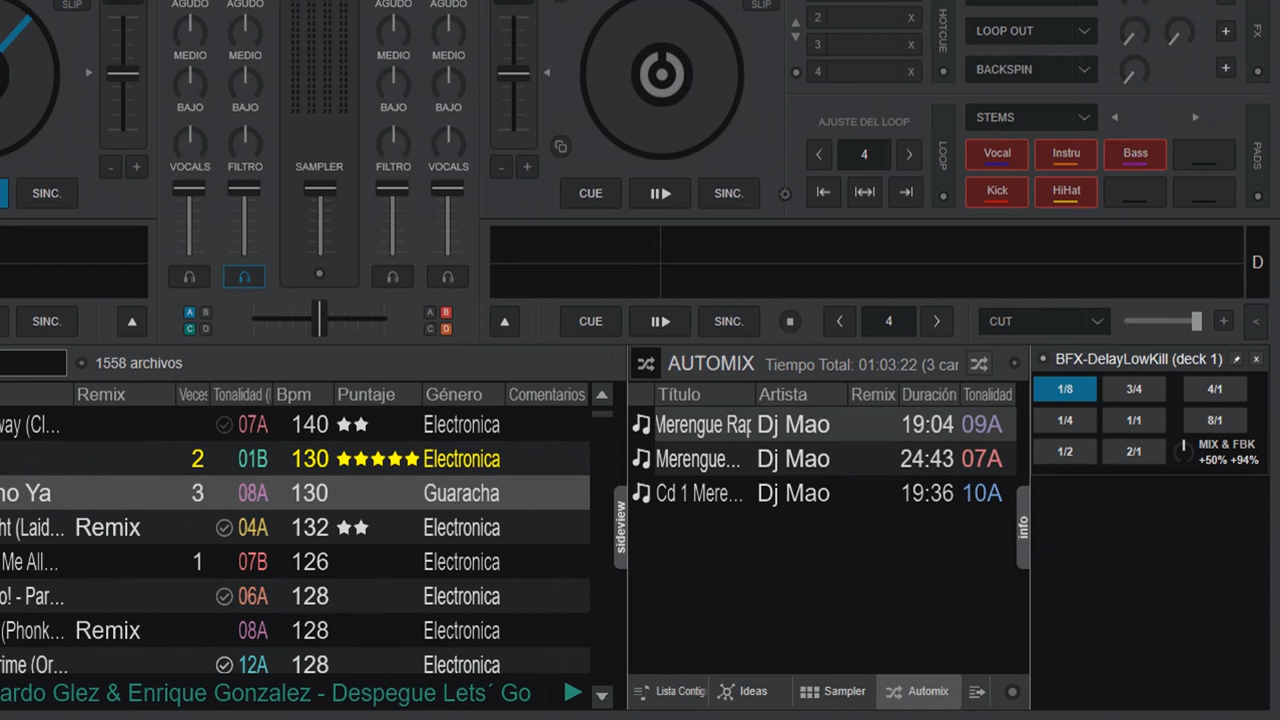 SLIP
AGUDO AGUDO AGUDO AGUDO
SLIP
MEDIO MEDIO MEDIO MEDIO
BAJO BAJO BAJO BAJO
VOCALS FILTRO SAMPLER FILTRO VOCALS
- +
- +
SINC.
CUE
SINC.
2 X
3 X
4 X
HOTCUE
LOOP OUT
BACKSPIN
FX
+
+
AJUSTE DEL LOOP
4
LOOP
STEMS
Vocal Instru Bass
Kick HiHat
PADS
D
SINC.
A B
C D
A B
C D
CUE
SINC.
4
CUT
+
<
1558 archivos
Remix Veces Tonalidad ( Bpm Puntaje Género Comentarios
way (Cl... 07A 140 Electronica
2 01B 130 Electronica
no Ya 3 08A 130 Guaracha
ht (Laid... Remix 04A 132 Electronica
Me All... 1 07B 126 Electronica
o! - Par... 06A 128 Electronica
(Phonk... Remix 08A 128 Electronica
rime (Or... 12A 128 Electronica
ardo Glez & Enrique Gonzalez - Despegue Lets´ Go
sideview
AUTOMIX Tiempo Total: 01:03:22 (3 can
Título Artista Remix Duración Tonalidad
Merengue Rap Dj Mao 19:04 09A
Merengue... Dj Mao 24:43 07A
Cd 1 Mere... Dj Mao 19:36 10A
info
Lista Contig Ideas Sampler Automix
BFX-DelayLowKill (deck 1) x
1/8 3/4 4/1
1/4 1/1 8/1
1/2 2/1 MIX & FBK
+50% +94%